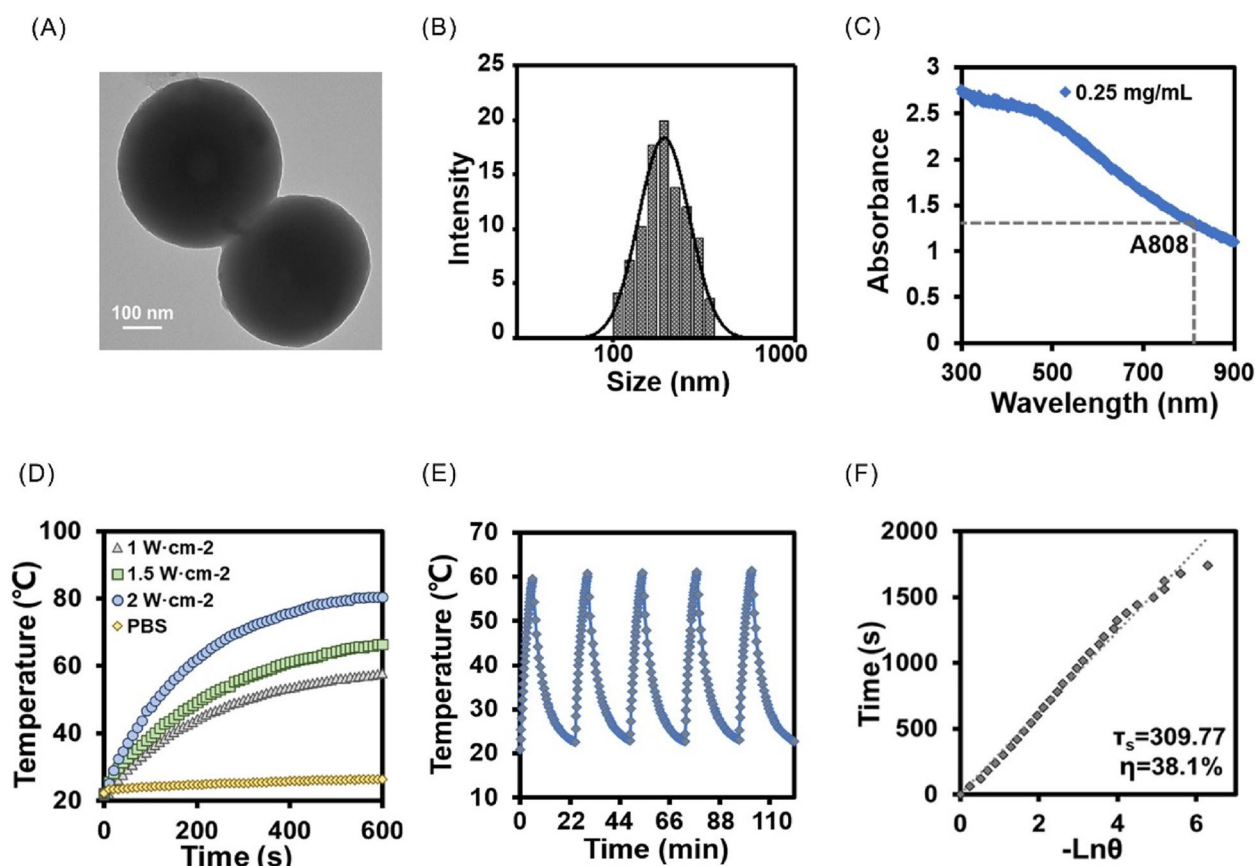 (A)
100 nm
(B)
25
20
15
10
5
0
Intensity
100
1000
Size (nm)
(C)
3
2.5
2
1.5
1
0.5
0
Absorbance
0.25 mg/mL
A808
300
500
700
900
Wavelength (nm)
(D)
100
80
60
40
20
Temperature (℃)
1 W·cm-2
1.5 W·cm-2
2 W·cm-2
PBS
0
200
400
600
Time (s)
(E)
70
60
50
40
30
20
10
Temperature (℃)
0
22
44
66
88
110
Time (min)
(F)
2000
1500
1000
500
0
Time (s)
τs=309.77
η=38.1%
0
2
4
6
-Lnθ